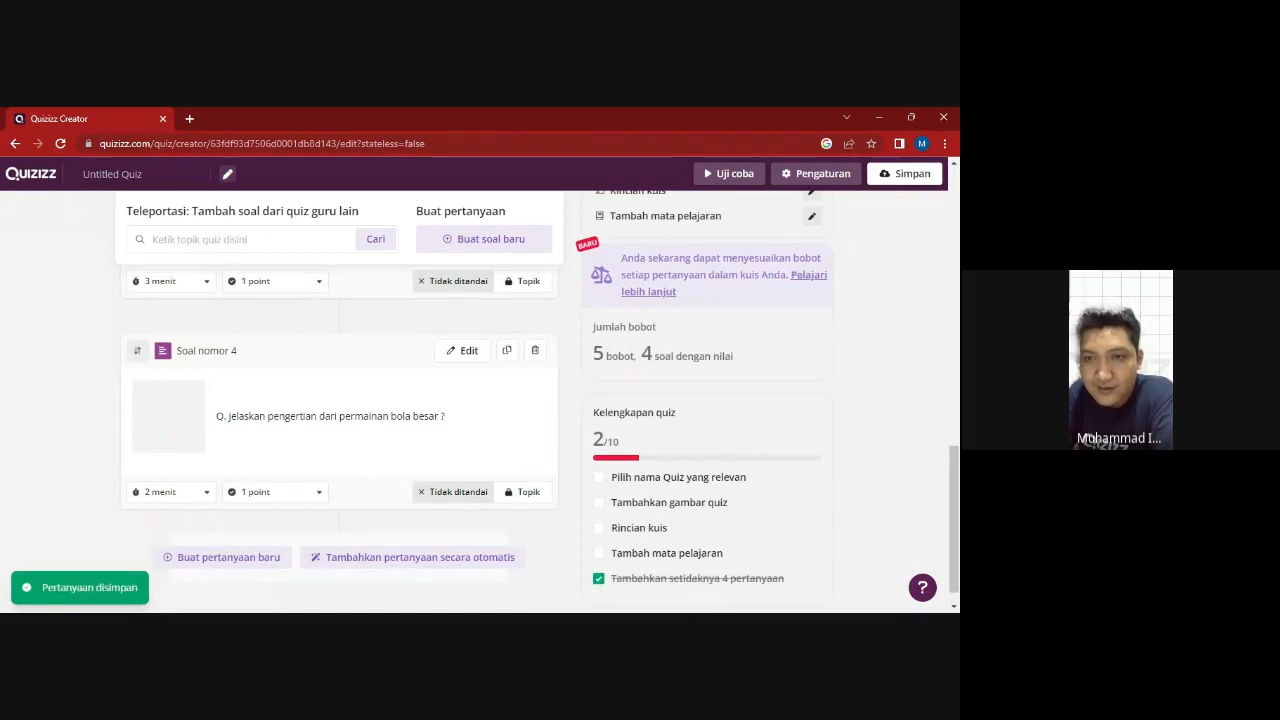 Quizizz Creator
quizizz.com/quiz/creator/63fdf93d7506d0001db8d143/edit?stateless=false
M
QUIZIZZ
Untitled Quiz
Uji coba
Pengaturan
Simpan
Teleportasi: Tambah soal dari quiz guru lain
Ketik topik quiz disini
Cari
Buat pertanyaan
Buat soal baru
3 menit
1 point
Tidak ditandai
Topik
Soal nomor 4
Edit
Q. jelaskan pengertian dari permainan bola besar ?
2 menit
1 point
Tidak ditandai
Topik
Buat pertanyaan baru
Tambahkan pertanyaan secara otomatis
Pertanyaan disimpan
Rincian kuis
Tambah mata pelajaran
BARU
Anda sekarang dapat menyesuaikan bobot
setiap pertanyaan dalam kuis Anda. Pelajari
lebih lanjut
Jumlah bobot
5 bobot, 4 soal dengan nilai
Kelengkapan quiz
2/10
Pilih nama Quiz yang relevan
Tambahkan gambar quiz
Rincian kuis
Tambah mata pelajaran
Tambahkan setidaknya 4 pertanyaan
?
Muhammad I...